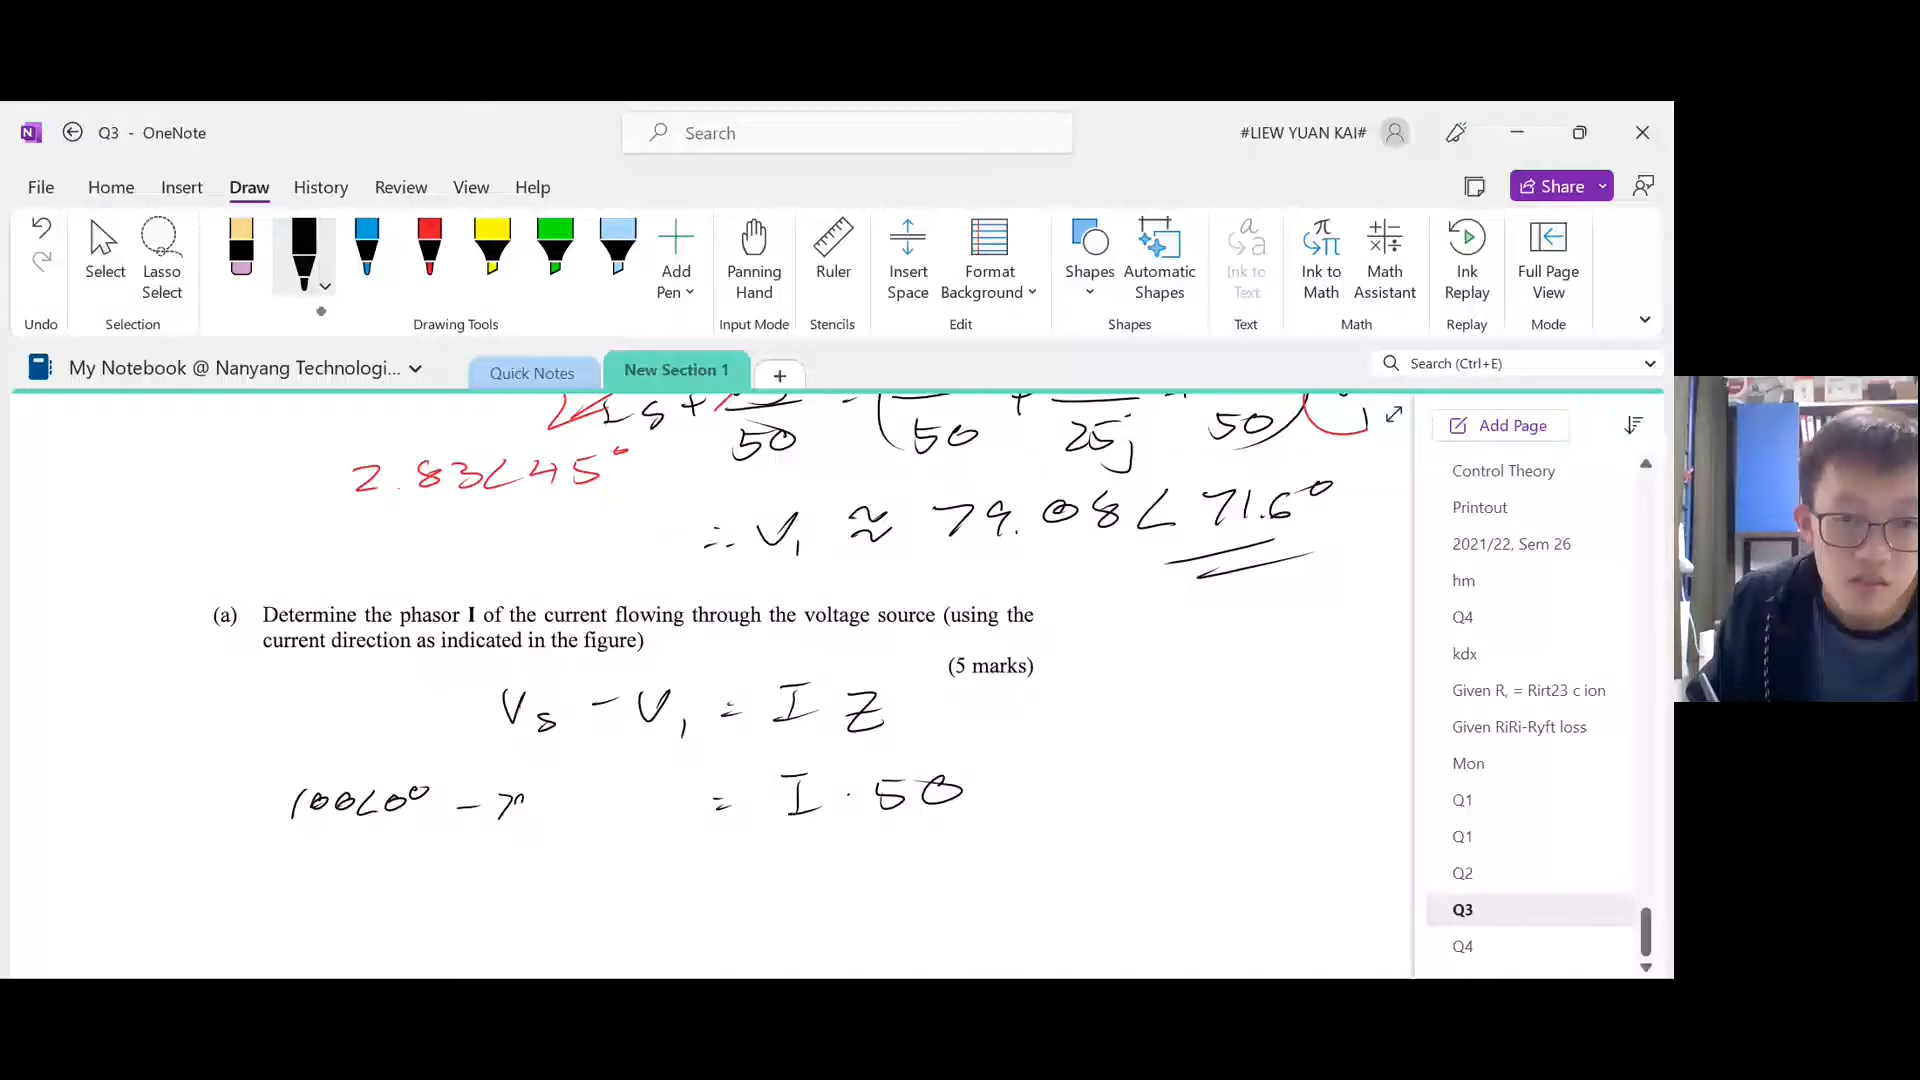 Q3 - OneNote
Search
#LIEW YUAN KAI#
File Home Insert Draw History Review View Help
Share
Select
Lasso Select
Add Pen
Panning Hand
Ruler
Insert Space
Format Background
Shapes
Automatic Shapes
Ink to Text
Ink to Math
Math Assistant
Ink Replay
Full Page View
Undo
Selection
Drawing Tools
Input Mode
Stencils
Edit
Shapes
Text
Math
Replay
Mode
My Notebook @ Nanyang Technologi...
Quick Notes
New Section 1
Search (Ctrl+E)
50 50 25j 50
2.83∠45°
∴ V₁ ≈ 79.08∠71.6°
(a) Determine the phasor I of the current flowing through the voltage source (using the
current direction as indicated in the figure)
(5 marks)
Vs - V₁ = I Z
100∠0° - 7 = I · 50
Add Page
Control Theory
Printout
2021/22, Sem 26
hm
Q4
kdx
Given R, = Rirt23 c ion
Given RiRi-Ryft loss
Mon
Q1
Q1
Q2
Q3
Q4